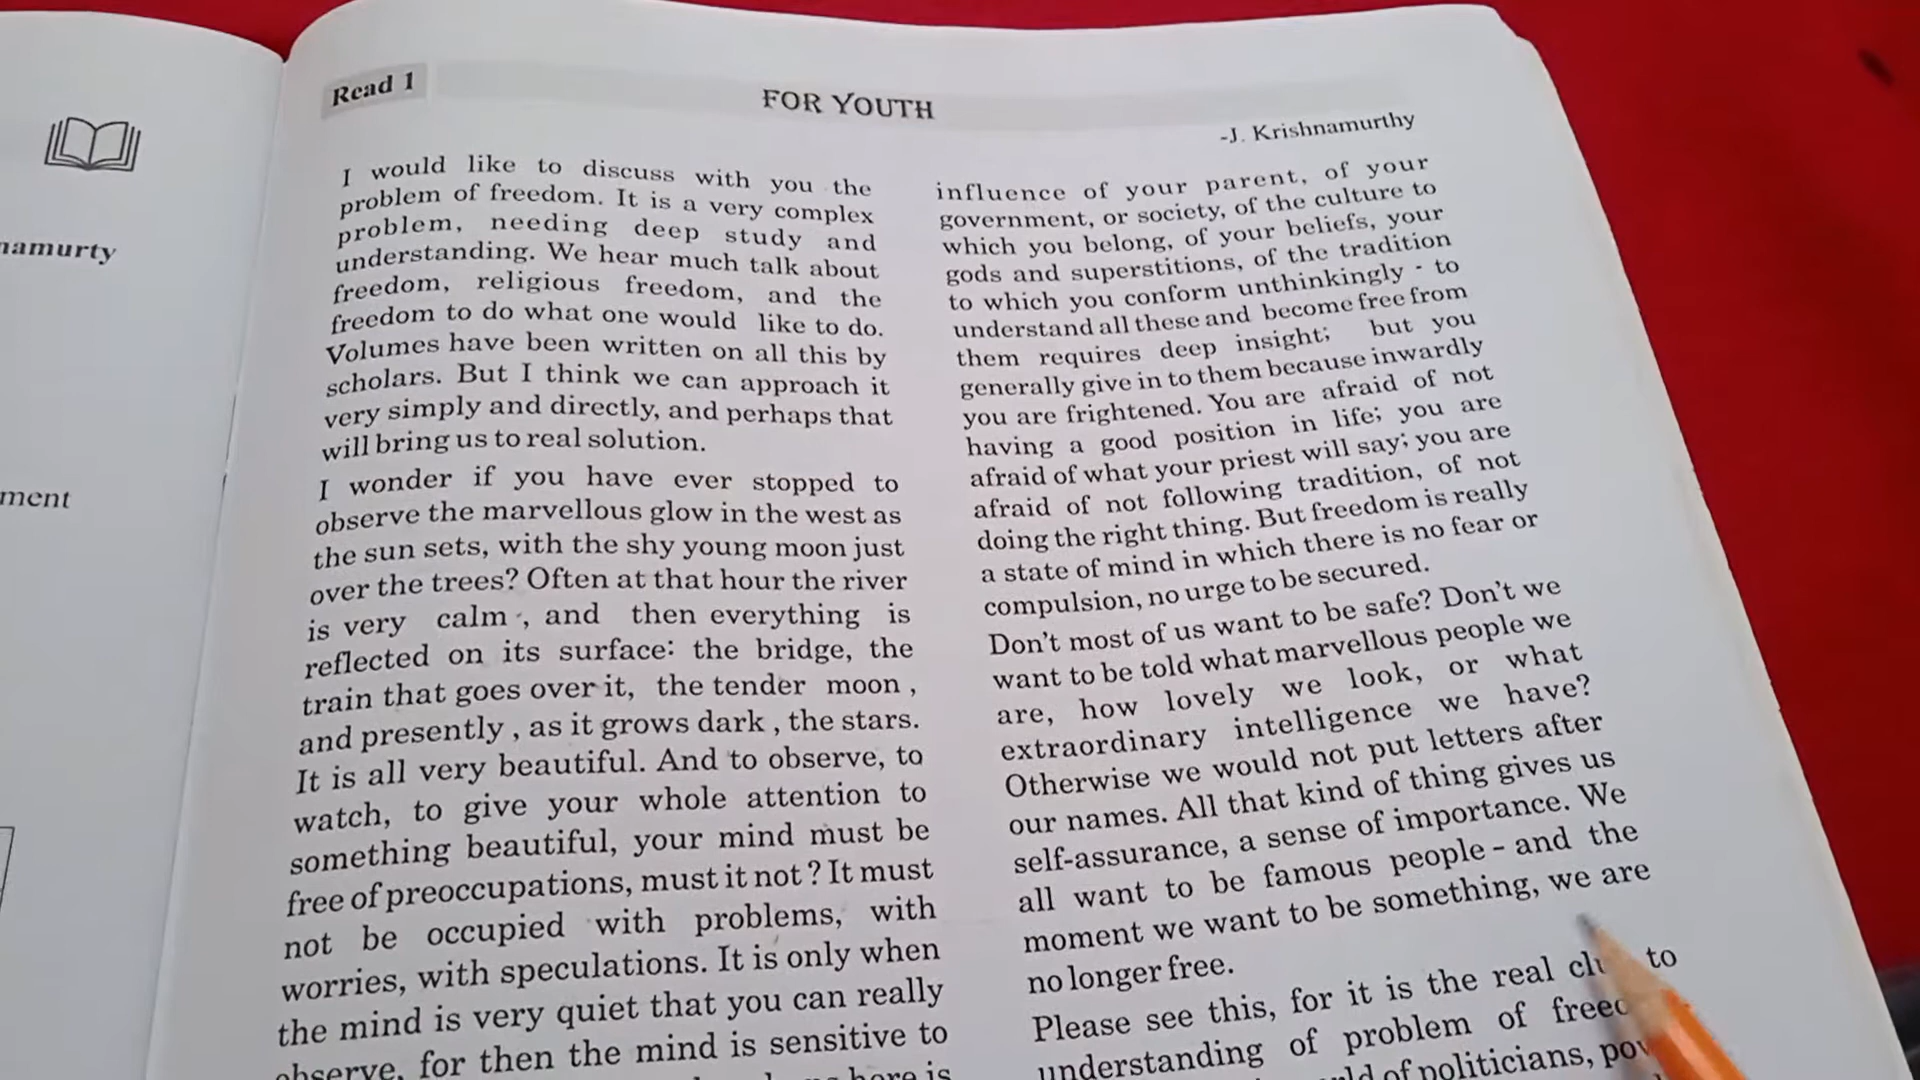 namurty
ment
Read 1
FOR YOUTH
-J. Krishnamurthy
I would like to discuss with you the
problem of freedom. It is a very complex
problem, needing deep study and
understanding. We hear much talk about
freedom, religious freedom, and the
freedom to do what one would like to do.
Volumes have been written on all this by
scholars. But I think we can approach it
very simply and directly, and perhaps that
will bring us to real solution.
I wonder if you have ever stopped to
observe the marvellous glow in the west as
the sun sets, with the shy young moon just
over the trees? Often at that hour the river
is very calm , and then everything is
reflected on its surface: the bridge, the
train that goes over it, the tender moon ,
and presently , as it grows dark , the stars.
It is all very beautiful. And to observe, to
watch, to give your whole attention to
something beautiful, your mind must be
free of preoccupations, must it not ? It must
not be occupied with problems, with
worries, with speculations. It is only when
the mind is very quiet that you can really
observe, for then the mind is sensitive to
here is
influence of your parent, of your
government, or society, of the culture to
which you belong, of your beliefs, your
gods and superstitions, of the tradition
to which you conform unthinkingly - to
understand all these and become free from
them requires deep insight; but you
generally give in to them because inwardly
you are frightened. You are afraid of not
having a good position in life; you are
afraid of what your priest will say; you are
afraid of not following tradition, of not
doing the right thing. But freedom is really
a state of mind in which there is no fear or
compulsion, no urge to be secured.
Don't most of us want to be safe? Don't we
want to be told what marvellous people we
are, how lovely we look, or what
extraordinary intelligence we have?
Otherwise we would not put letters after
our names. All that kind of thing gives us
self-assurance, a sense of importance. We
all want to be famous people - and the
moment we want to be something, we are
no longer free.
Please see this, for it is the real to
understanding of problem of
of politicians,